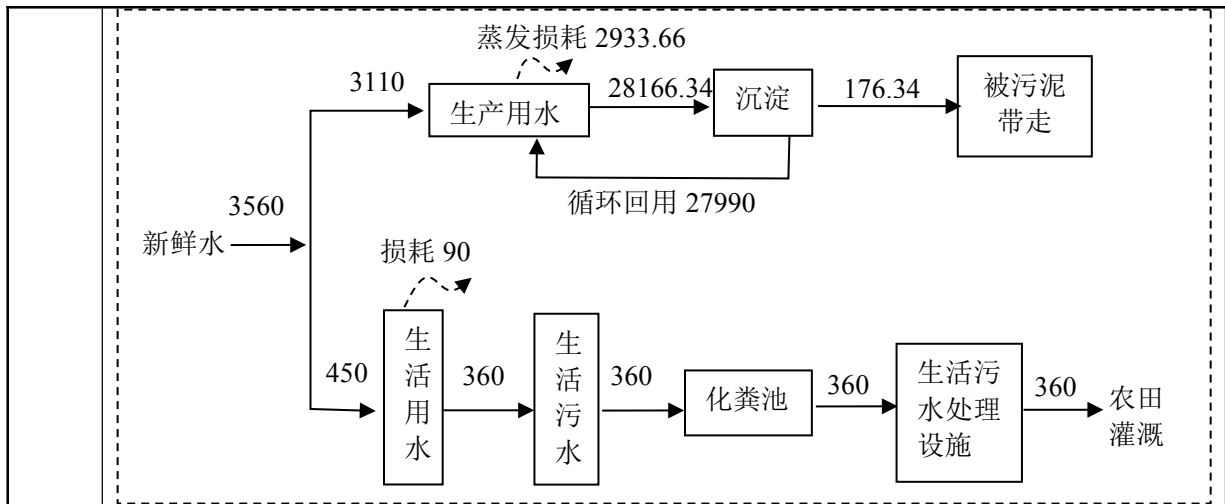 蒸发损耗 2933.66
3110
生产用水
28166.34
沉淀
176.34
被污泥
带走
循环回用 27990
3560
新鲜水
损耗 90
450
生
活
用
水
360
生
活
污
水
360
化粪池
360
生活污
水处理
设施
360
农田
灌溉